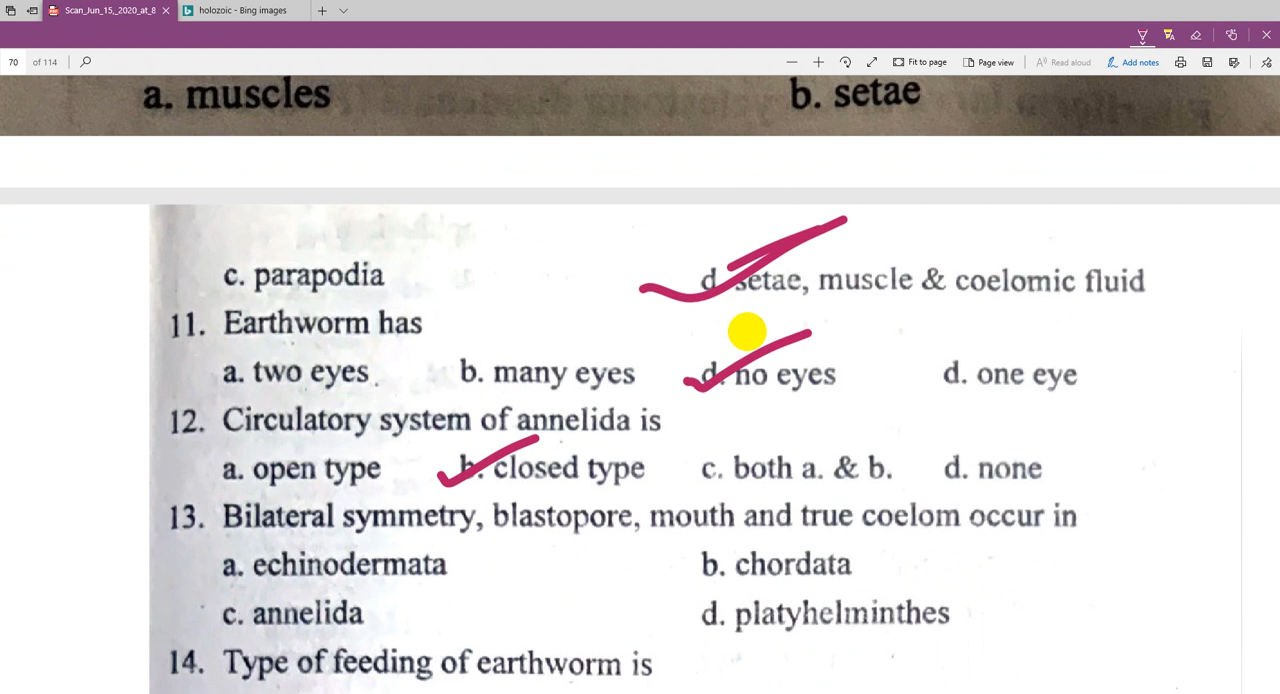 Scan_Jun_15,_2020_at_8
holozoic - Bing images
70 of 114
Fit to page
Page view
Read aloud
Add notes
a. muscles b. setae
c. parapodia d. setae, muscle & coelomic fluid
11. Earthworm has
a. two eyes b. many eyes d. no eyes d. one eye
12. Circulatory system of annelida is
a. open type b. closed type c. both a. & b. d. none
13. Bilateral symmetry, blastopore, mouth and true coelom occur in
a. echinodermata b. chordata
c. annelida d. platyhelminthes
14. Type of feeding of earthworm is